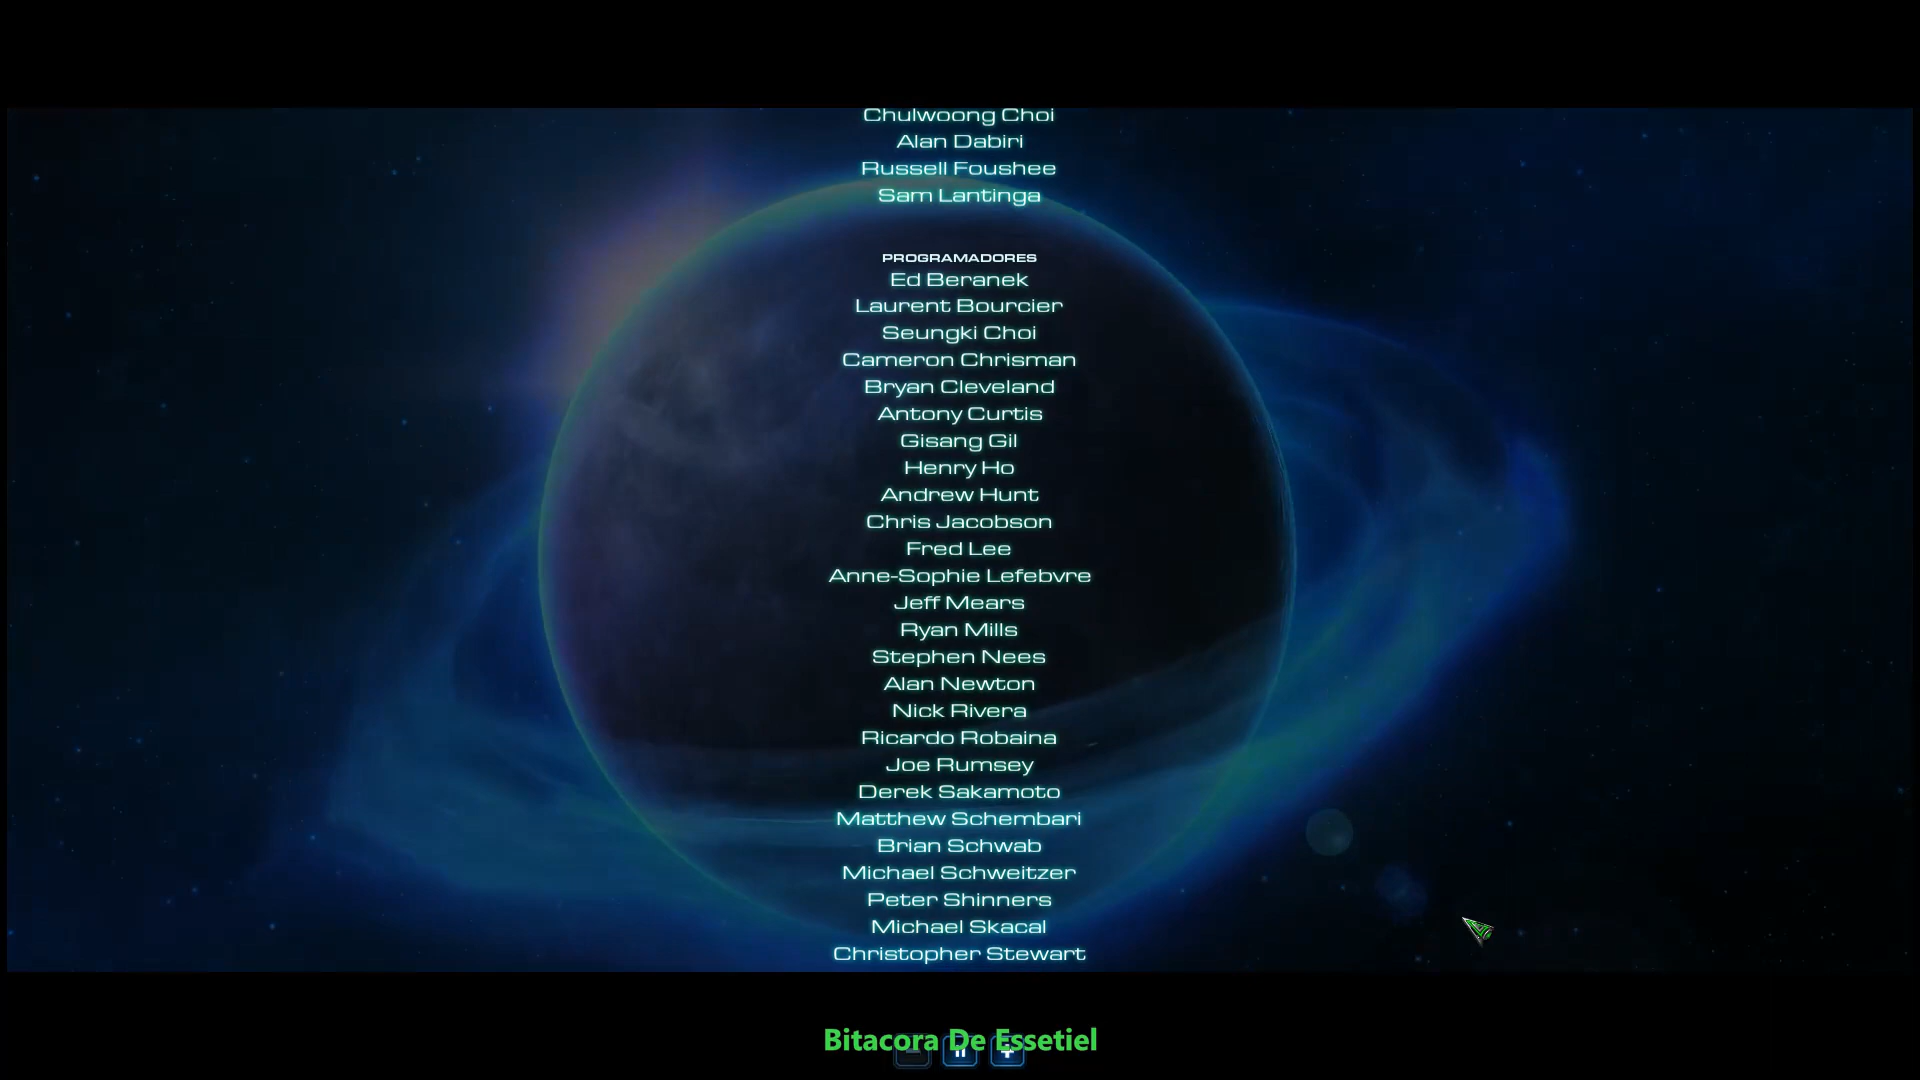 Chulwoong Choi
Alan Dabiri
Russell Foushee
Sam Lantinga
PROGRAMADORES
Ed Beranek
Laurent Bourcier
Seungki Choi
Cameron Chrisman
Bryan Cleveland
Antony Curtis
Gisang Gil
Henry Ho
Andrew Hunt
Chris Jacobson
Fred Lee
Anne-Sophie Lefebvre
Jeff Mears
Ryan Mills
Stephen Nees
Alan Newton
Nick Rivera
Ricardo Robaina
Joe Rumsey
Derek Sakamoto
Matthew Schembari
Brian Schwab
Michael Schweitzer
Peter Shinners
Michael Skacal
Christopher Stewart
Bitacora De Essetiel